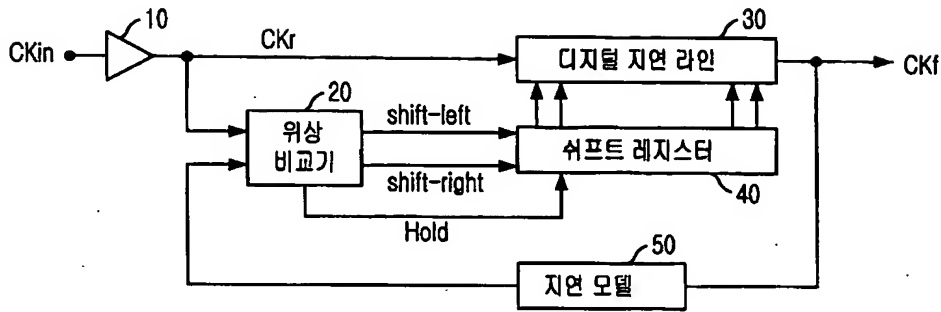 10
30
CKin
CKr
디지털 지연 라인
CKf
20
위상
비교기
shift-left
shift-right
쉬프트 레지스터
40
Hold
50
지연 모델